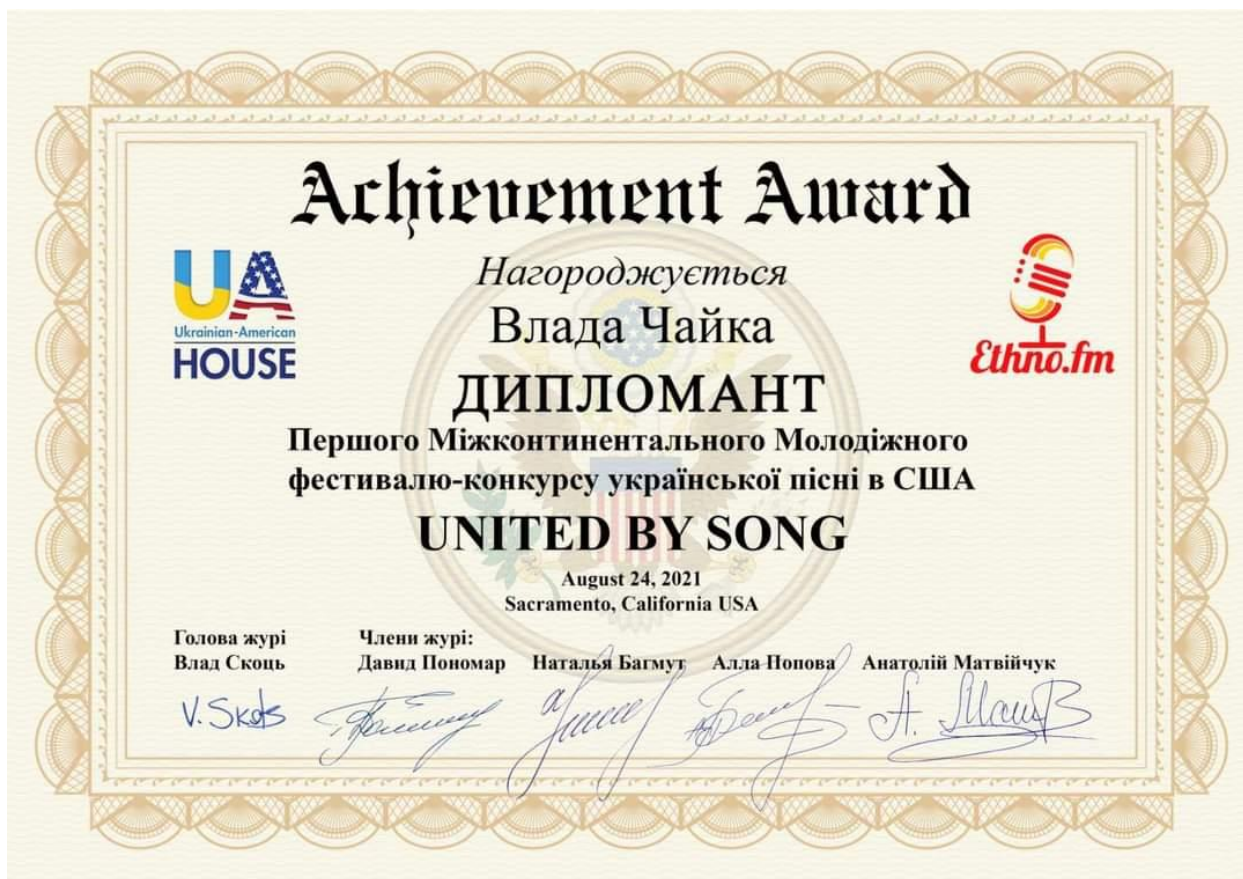 Achievement Award
Нагороджується
Влада Чайка
ДИПЛОМАНТ
Першого Міжконтинентального Молодіжного
фестивалю-конкурсу української пісні в США
UNITED BY SONG
August 24, 2021
Sacramento, California USA
UA
Ukrainian-American
HOUSE
Ethno.fm
Голова журі Члени журі:
Влад Скоць Давид Пономар Наталья Багмут Алла Попова Анатолій Матвійчук
V. Skots